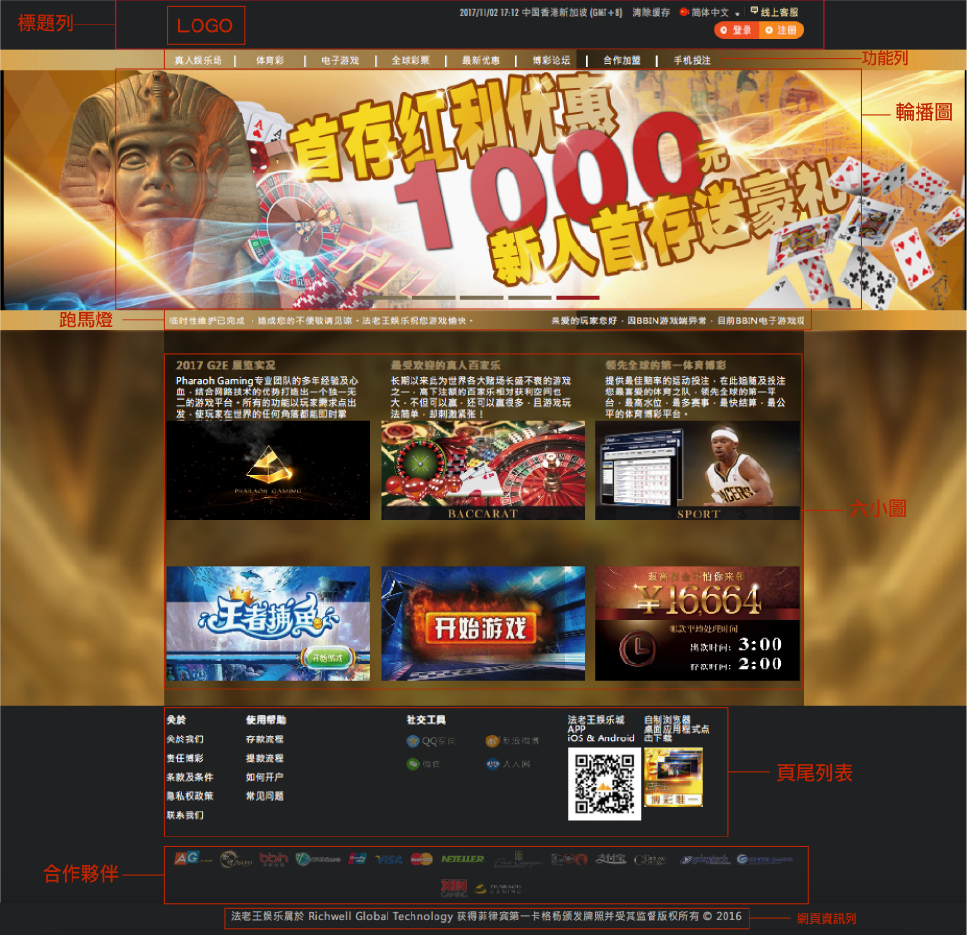 標題列
LOGO
2017/11/02 17:12 中国香港新加坡 (GMT+8) 清除缓存 简体中文 线上客服
登录 注册
真人娱乐场 体育彩 电子游戏 全球彩票 最新优惠 博彩论坛 合作加盟 手机投注
功能列
首存红利优惠
1000元
新人首存送豪礼
輪播圖
跑馬燈
临时性维护已完成，造成您的不便敬请见谅。法老王娱乐祝您游戏愉快。 亲爱的玩家您好，因BBIN游戏端异常，目前BBIN电子游戏
2017 G2E 展览实况
Pharaoh Gaming专业团队的多年经验及心
血，结合网路技术的优势打造出一个独一无
二的游戏平台。所有的功能以玩家需求点出
发，使玩家在世界的任何角落都能即时掌
最受欢迎的真人百家乐
长期以来此为世界各大赌场长盛不衰的游戏
之一，高下注额的百家乐相对获利空间也
大，不但可以赢，还可以赢很多，且游戏玩
法简单，却刺激紧张！
领先全球的第一体育博彩
提供最佳赔率的运动投注，在此追随及投注
您最喜爱的体育之队，领先全球的第一平
台，最高水位，最多赛事，最快结算，最公
平的体育博彩平台。
PHARAOH GAMING
BACCARAT
PACERS
SPORT
六小圖
王者捕鱼
开始游戏
开始游戏
¥16,664
出款时间: 3:00
存款时间: 2:00
关於
关於我们
责任博彩
条款及条件
隐私权政策
联系我们
使用帮助
存款流程
提款流程
如何开户
常见问题
社交工具
QQ空间 新浪微博
微信 人人网
法老王娱乐城
APP
iOS & Android
自制浏览器
桌面应用程式点
击下载
頁尾列表
合作夥伴
AG bbin VISA NETELLER 支付宝
法老王娱乐属於 Richwell Global Technology 获得菲律宾第一卡格杨颁发牌照并受其监督版权所有 © 2016
網頁資訊列